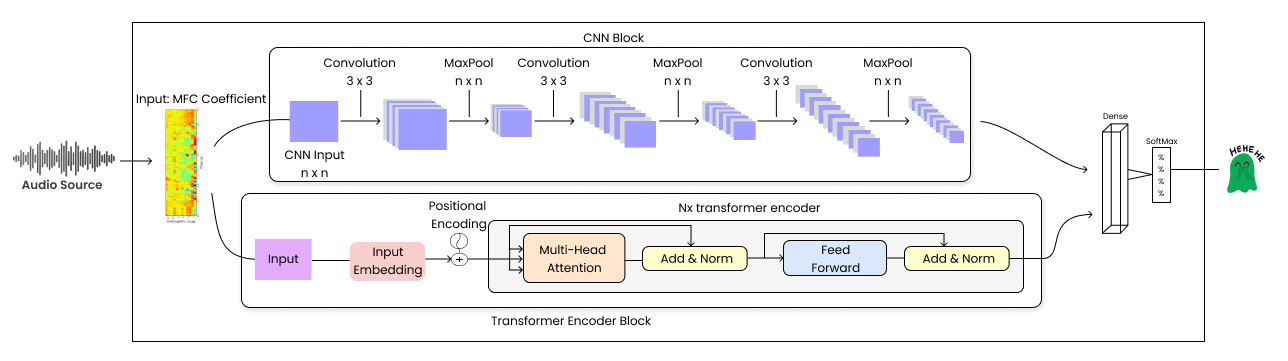 CNN Block
Convolution
3 x 3
MaxPool
n x n
Convolution
3 x 3
MaxPool
n x n
Convolution
3 x 3
MaxPool
n x n
Input: MFC Coefficient
CNN Input
n x n
Audio Source
Dense
SoftMax
%
%
%
%
HEHEHE
Positional
Encoding
Nx transformer encoder
Input
Input
Embedding
+
Multi-Head
Attention
Add & Norm
Feed
Forward
Add & Norm
Transformer Encoder Block